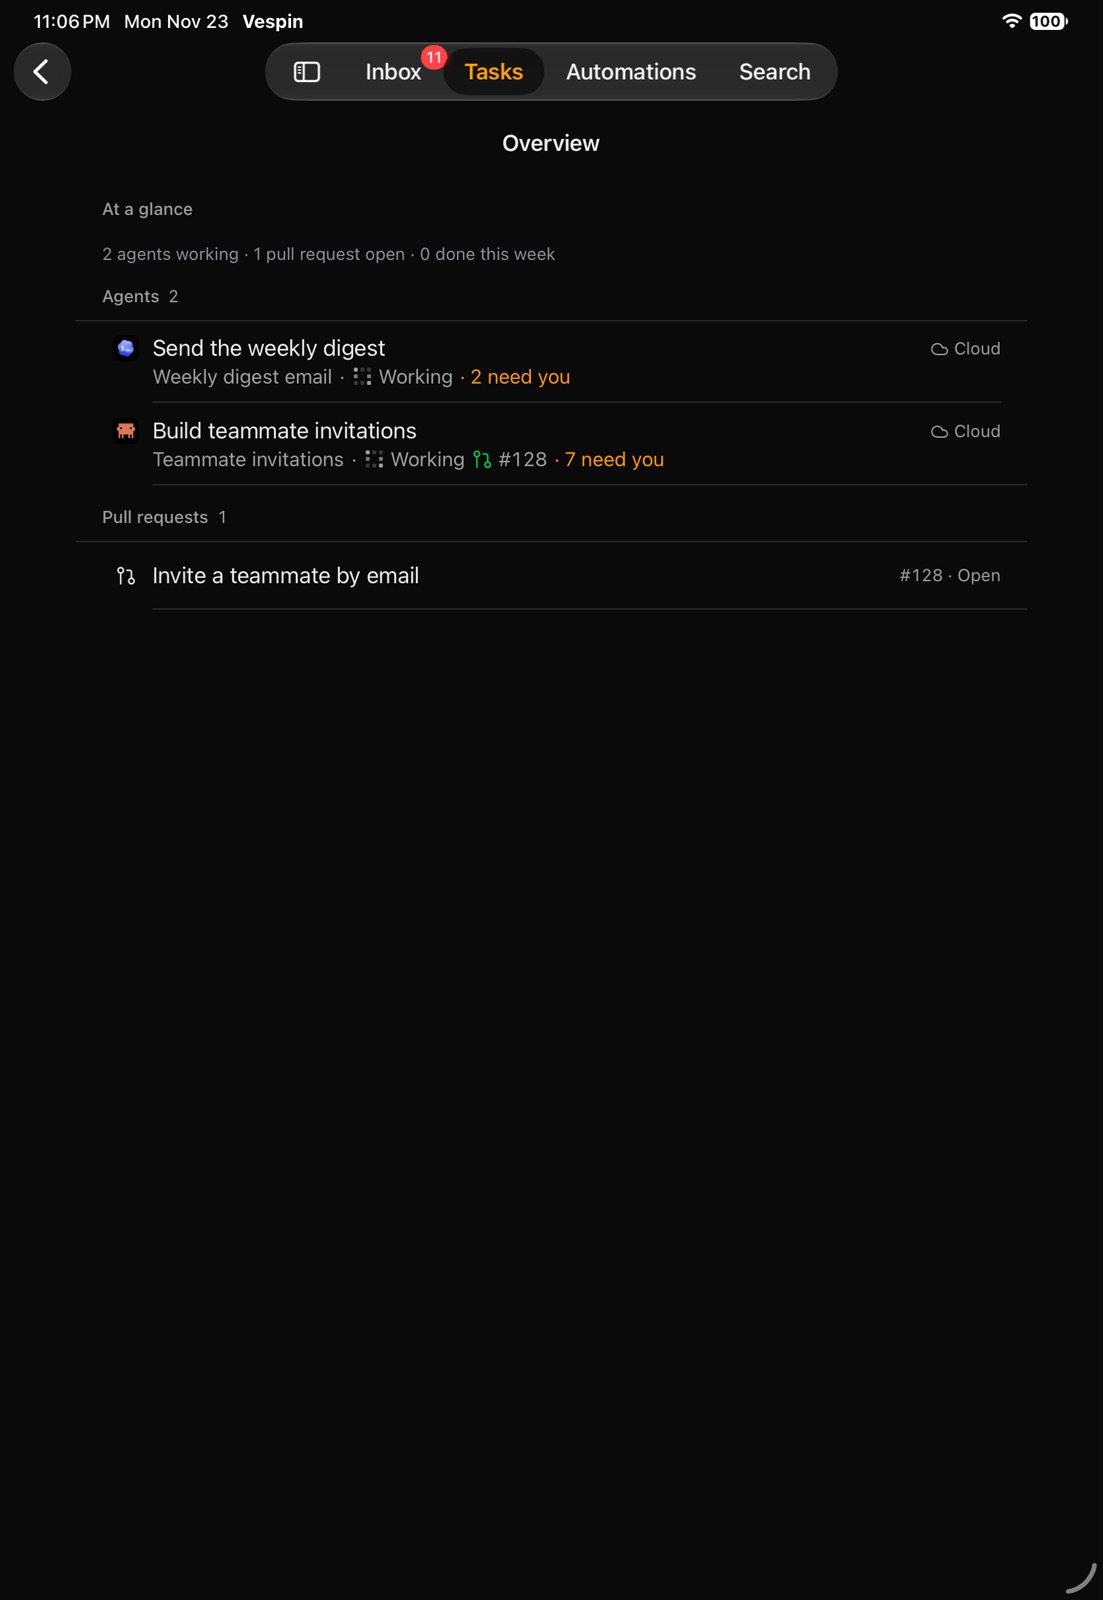 11:06 PM Mon Nov 23 Vespin 100
Inbox 11 Tasks Automations Search
Overview
At a glance
2 agents working · 1 pull request open · 0 done this week
Agents 2
Send the weekly digest Cloud
Weekly digest email · Working · 2 need you
Build teammate invitations Cloud
Teammate invitations · Working #128 · 7 need you
Pull requests 1
Invite a teammate by email #128 · Open